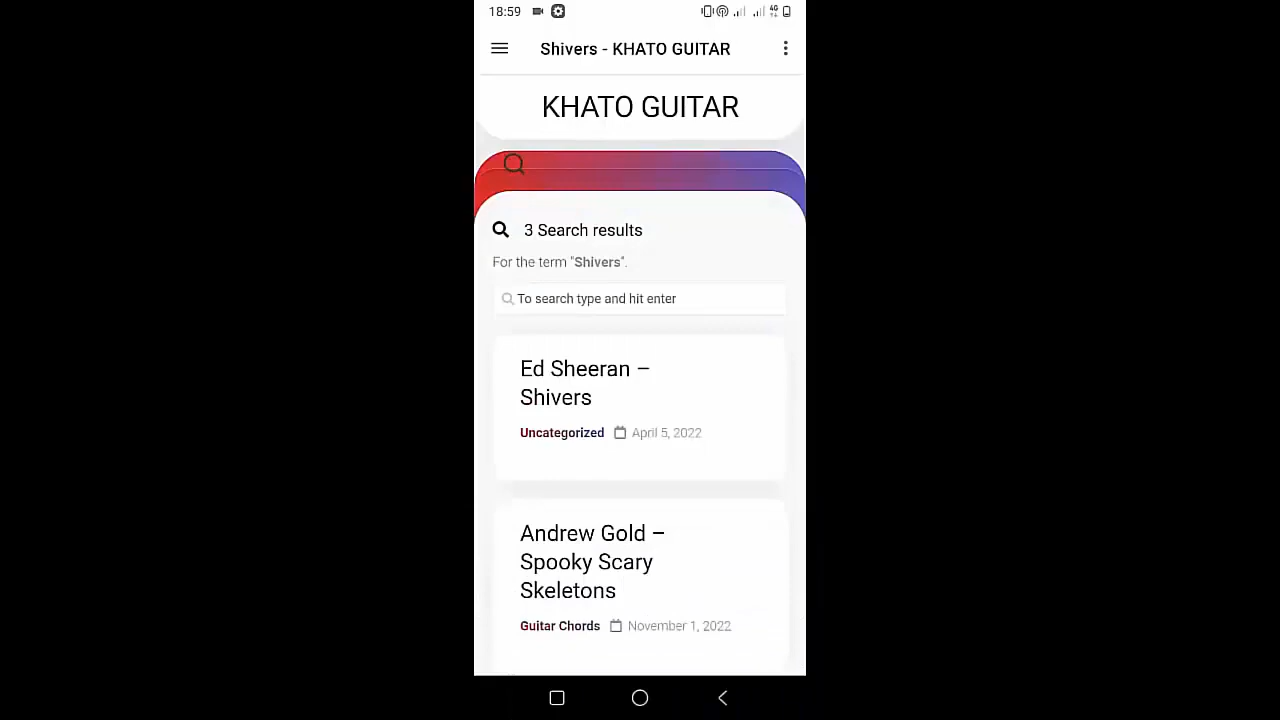 18:59
4G
Shivers - KHATO GUITAR
KHATO GUITAR
3 Search results
For the term "Shivers".
To search type and hit enter
Ed Sheeran –
Shivers
Uncategorized April 5, 2022
Andrew Gold –
Spooky Scary
Skeletons
Guitar Chords November 1, 2022